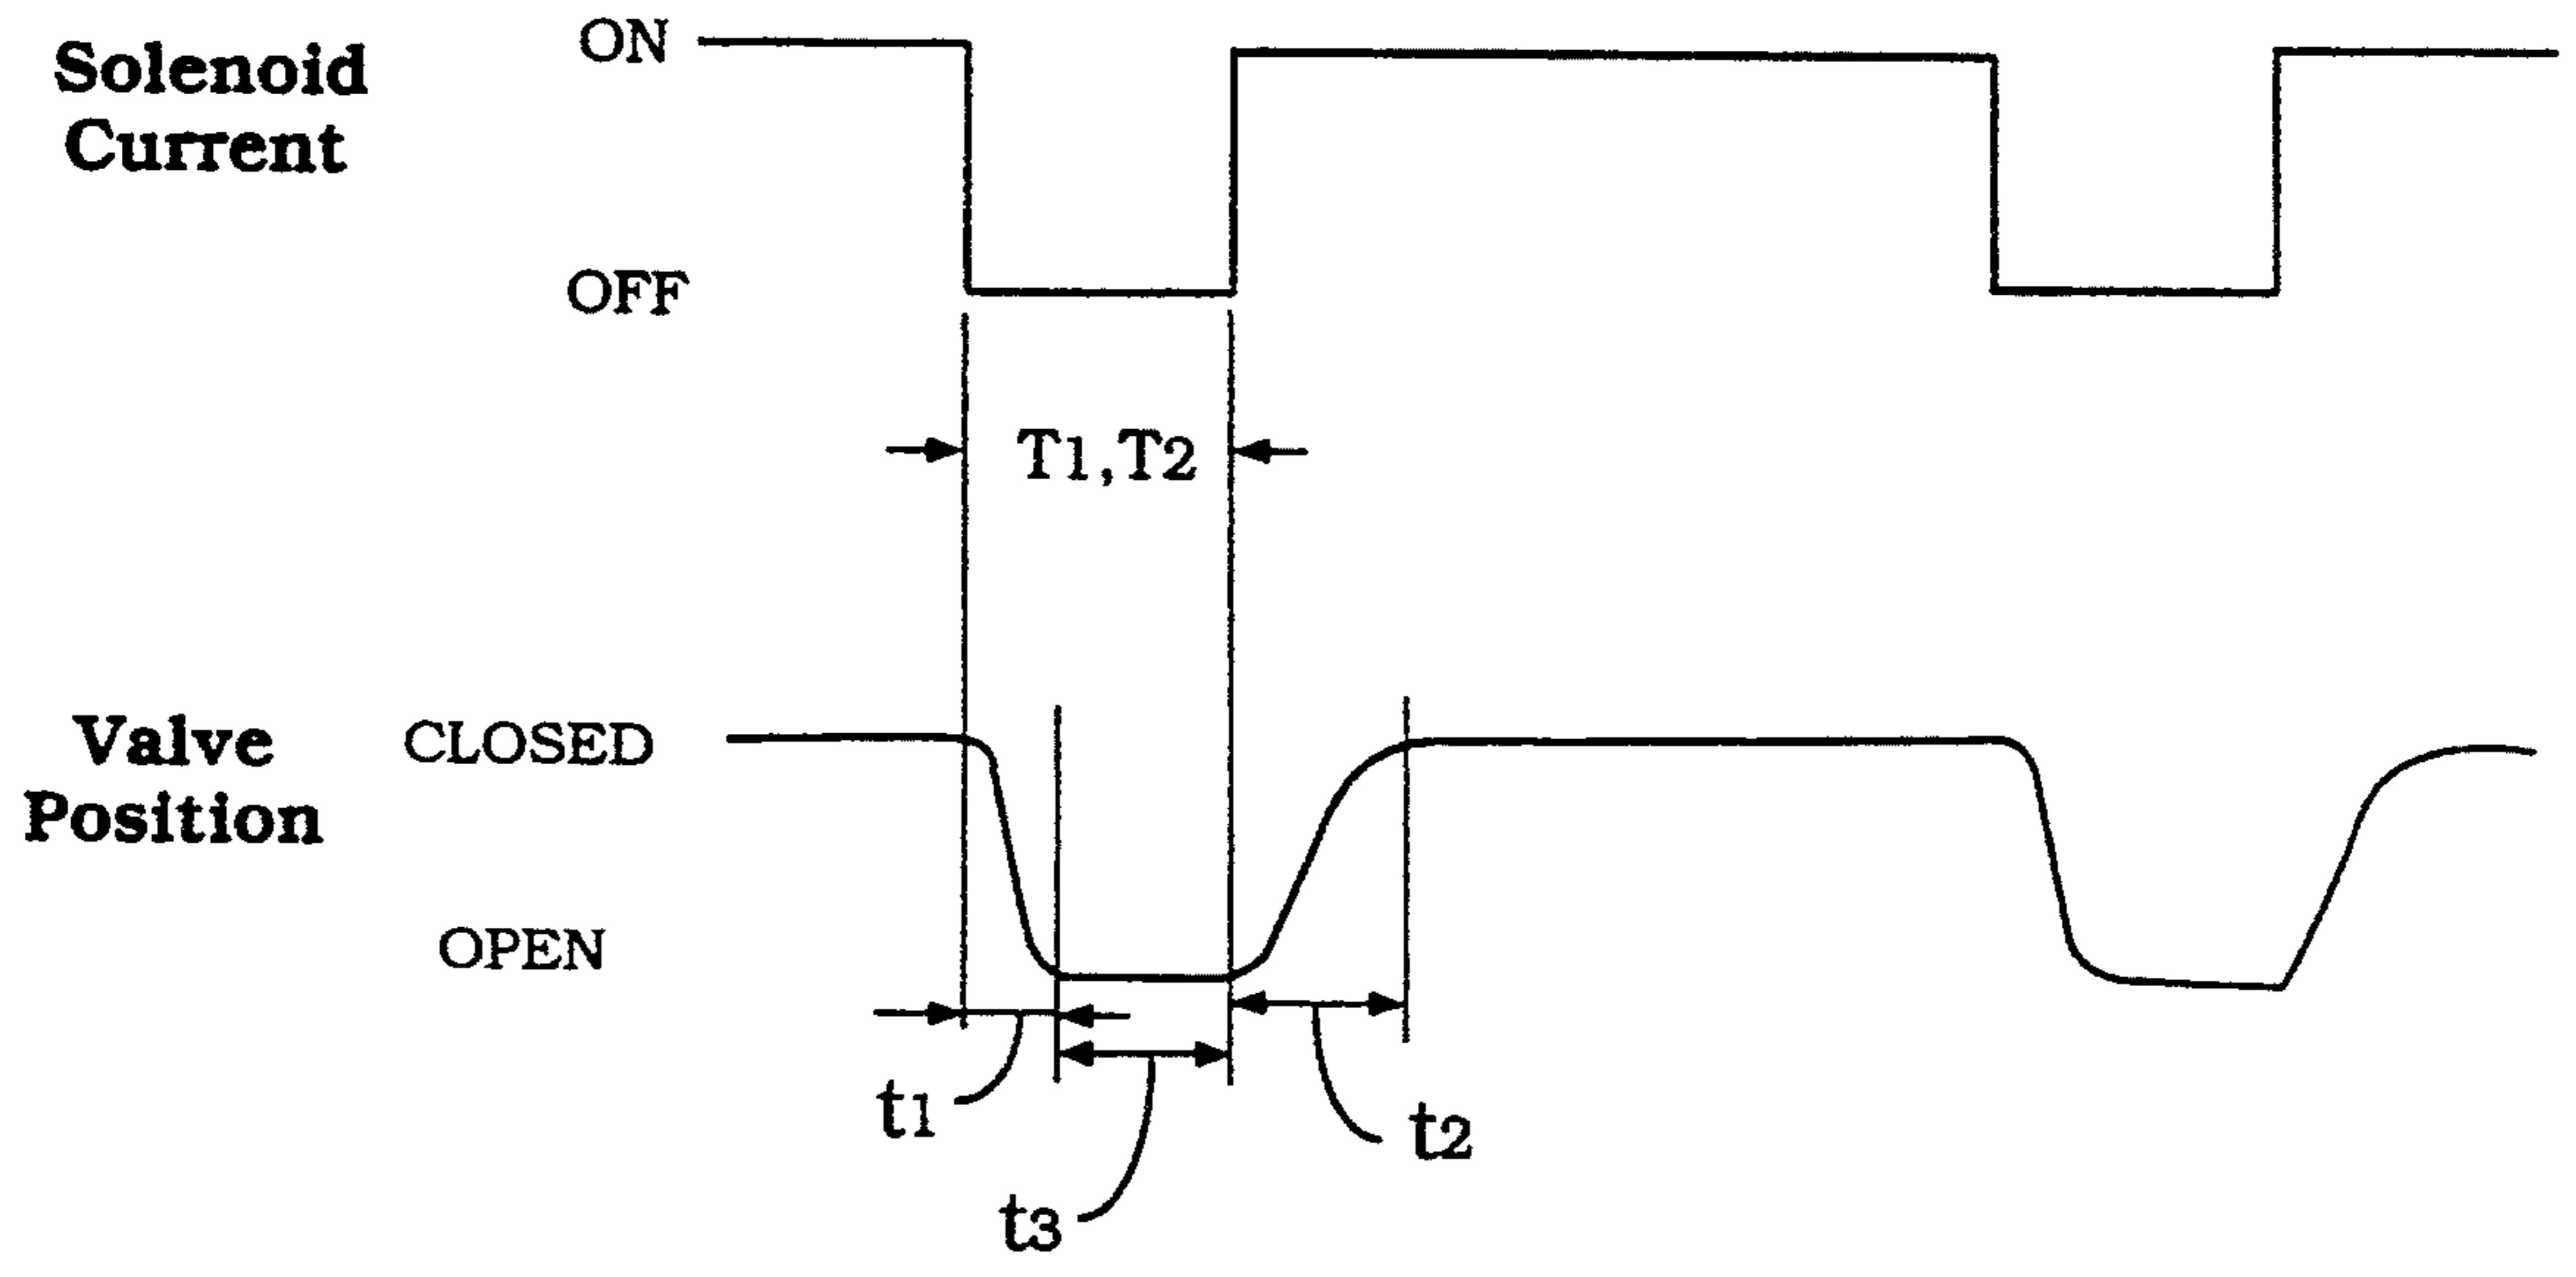 Solenoid
Current
ON
OFF
T1,T2
Valve
Position
CLOSED
OPEN
t1
t2
t3